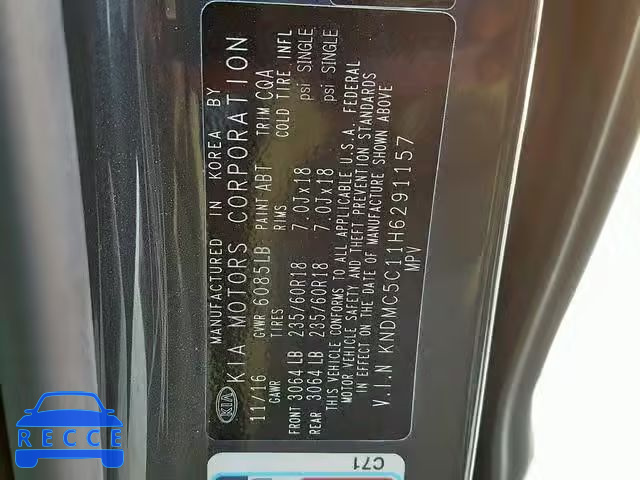 MANUFACTURED IN KOREA BY
KIA KIA MOTORS CORPORATION
11/16 GVWR 6085LB PAINT ABT TRIM CQA
GAWR TIRES RIMS COLD TIRE INFL
FRONT 3064 LB 235/60R18 7.0Jx18 psi SINGLE
REAR 3064 LB 235/60R18 7.0Jx18 psi SINGLE
THIS VEHICLE CONFORMS TO ALL APPLICABLE U.S.A. FEDERAL
MOTOR VEHICLE SAFETY AND THEFT PREVENTION STANDARDS
IN EFFECT ON THE DATE OF MANUFACTURE SHOWN ABOVE
V.I.N KNDMC5C11H6291157
MPV
C71
RECCE